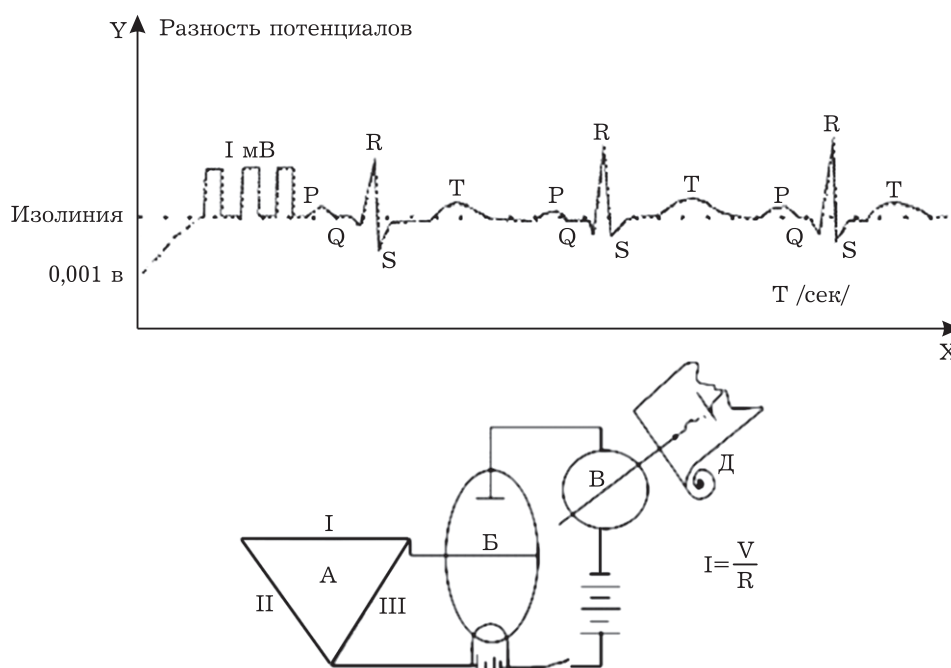 Y Разность потенциалов
I мВ
R R R
P T P T P T
Изолиния
Q S Q S Q S
0,001 в
T /сек/
X
Д
В
I
Б
А
II III
I= V
R